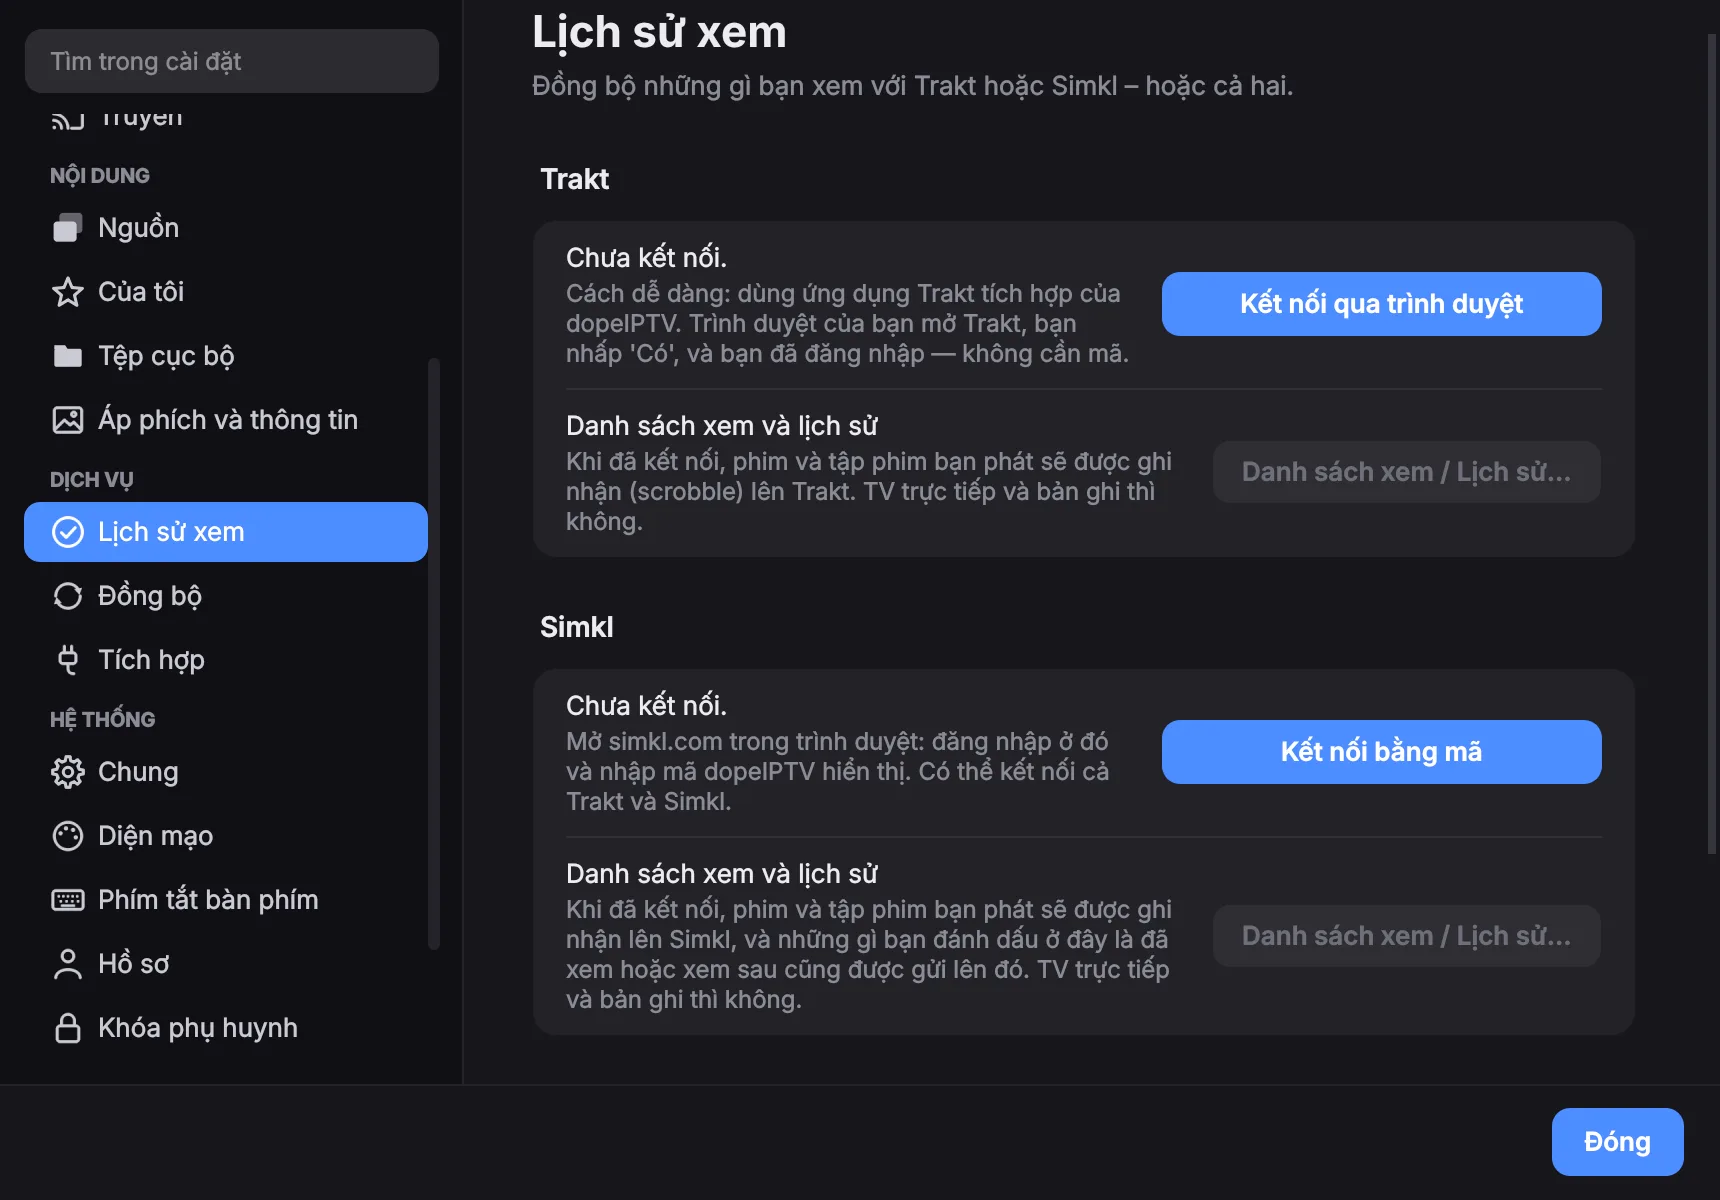 Tìm trong cài đặt
Truyền
NỘI DUNG
Nguồn
Của tôi
Tệp cục bộ
Áp phích và thông tin
DỊCH VỤ
Lịch sử xem
Đồng bộ
Tích hợp
HỆ THỐNG
Chung
Diện mạo
Phím tắt bàn phím
Hồ sơ
Khóa phụ huynh
Lịch sử xem
Đồng bộ những gì bạn xem với Trakt hoặc Simkl – hoặc cả hai.
Trakt
Chưa kết nối.
Cách dễ dàng: dùng ứng dụng Trakt tích hợp của
dopeIPTV. Trình duyệt của bạn mở Trakt, bạn
nhấp 'Có', và bạn đã đăng nhập — không cần mã.
Kết nối qua trình duyệt
Danh sách xem và lịch sử
Khi đã kết nối, phim và tập phim bạn phát sẽ được ghi
nhận (scrobble) lên Trakt. TV trực tiếp và bản ghi thì
không.
Danh sách xem / Lịch sử...
Simkl
Chưa kết nối.
Mở simkl.com trong trình duyệt: đăng nhập ở đó
và nhập mã dopeIPTV hiển thị. Có thể kết nối cả
Trakt và Simkl.
Kết nối bằng mã
Danh sách xem và lịch sử
Khi đã kết nối, phim và tập phim bạn phát sẽ được ghi
nhận lên Simkl, và những gì bạn đánh dấu ở đây là đã
xem hoặc xem sau cũng được gửi lên đó. TV trực tiếp
và bản ghi thì không.
Danh sách xem / Lịch sử...
Đóng